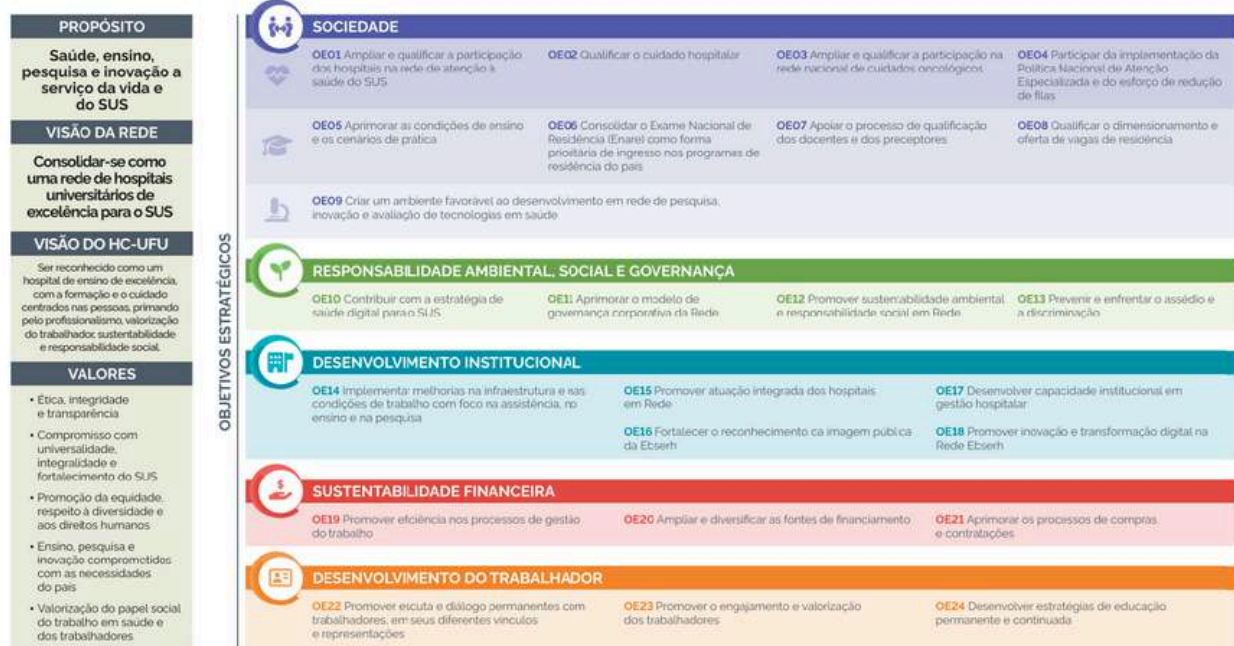 PROPÓSITO
Saúde, ensino,
pesquisa e inovação a
serviço da vida e
do SUS
VISÃO DA REDE
Consolidar-se como
uma rede de hospitais
universitários de
excelência para o SUS
VISÃO DO HC-UFU
Ser reconhecido como um
hospital de ensino de excelência,
com a formação e o cuidado
centrados nas pessoas, primando
pelo profissionalismo, valorização
do trabalhador, sustentabilidade
e responsabilidade social.
VALORES
• Ética, integridade
e transparência
• Compromisso com
universalidade,
integralidade e
fortalecimento do SUS
• Promoção da equidade,
respeito à diversidade e
aos direitos humanos
• Ensino, pesquisa e
inovação comprometidos
com as necessidades
do país
• Valorização do papel social
do trabalho em saúde e
dos trabalhadores
OBJETIVOS ESTRATÉGICOS
SOCIEDADE
OE01 Ampliar e qualificar a participação
dos hospitais na rede de atenção à
saúde do SUS
OE02 Qualificar o cuidado hospitalar
OE03 Ampliar e qualificar a participação na
rede nacional de cuidados oncológicos
OE04 Participar da implementação da
Política Nacional de Atenção
Especializada e do esforço de redução
de filas
OE05 Aprimorar as condições de ensino
e os cenários de prática
OE06 Consolidar o Exame Nacional de
Residência (Enare) como forma
prioritária de ingresso nos programas de
residência do país
OE07 Apoiar o processo de qualificação
dos docentes e dos preceptores
OE08 Qualificar o dimensionamento e
oferta de vagas de residência
OE09 Criar um ambiente favorável ao desenvolvimento em rede de pesquisa,
inovação e avaliação de tecnologias em saúde
RESPONSABILIDADE AMBIENTAL, SOCIAL E GOVERNANÇA
OE10 Contribuir com a estratégia de
saúde digital para o SUS
OE11 Aprimorar o modelo de
governança corporativa da Rede
OE12 Promover sustentabilidade ambiental
e responsabilidade social em Rede
OE13 Prevenir e enfrentar o assédio e
a discriminação
DESENVOLVIMENTO INSTITUCIONAL
OE14 Implementar melhorias na infraestrutura e nas
condições de trabalho com foco na assistência, no
ensino e na pesquisa
OE15 Promover atuação integrada dos hospitais
em Rede
OE16 Fortalecer o reconhecimento da imagem pública
da Ebserh
OE17 Desenvolver capacidade institucional em
gestão hospitalar
OE18 Promover inovação e transformação digital na
Rede Ebserh
SUSTENTABILIDADE FINANCEIRA
OE19 Promover eficiência nos processos de gestão
do trabalho
OE20 Ampliar e diversificar as fontes de financiamento
OE21 Aprimorar os processos de compras
e contratações
DESENVOLVIMENTO DO TRABALHADOR
OE22 Promover escuta e diálogo permanentes com
trabalhadores, em seus diferentes vínculos
e representações
OE23 Promover o engajamento e valorização
dos trabalhadores
OE24 Desenvolver estratégias de educação
permanente e continuada